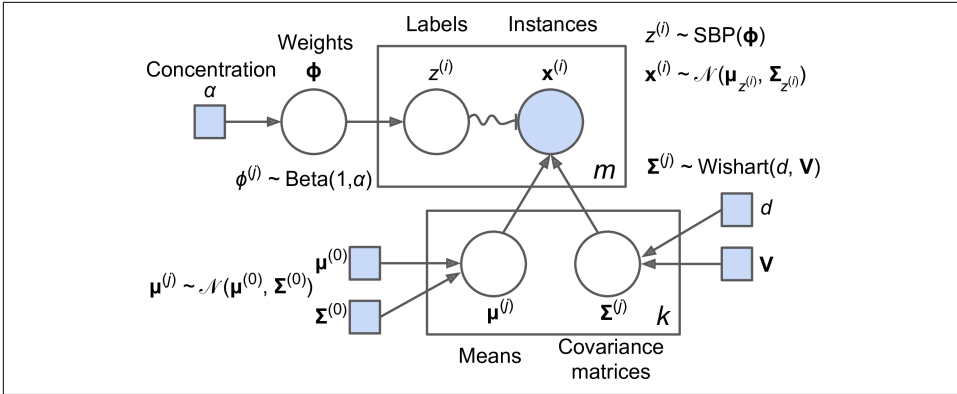 Labels
Instances
z⁽ⁱ⁾ ~ SBP(ϕ)
Weights
Concentration
ϕ
z⁽ⁱ⁾
x⁽ⁱ⁾
x⁽ⁱ⁾ ~ 𝒩(μ_z⁽ⁱ⁾, Σ_z⁽ⁱ⁾)
α
m
ϕ⁽ʲ⁾ ~ Beta(1,α)
Σ⁽ʲ⁾ ~ Wishart(d, V)
d
μ⁽⁰⁾
V
μ⁽ʲ⁾ ~ 𝒩(μ⁽⁰⁾, Σ⁽⁰⁾)
Σ⁽⁰⁾
μ⁽ʲ⁾
Σ⁽ʲ⁾
k
Means
Covariance
matrices